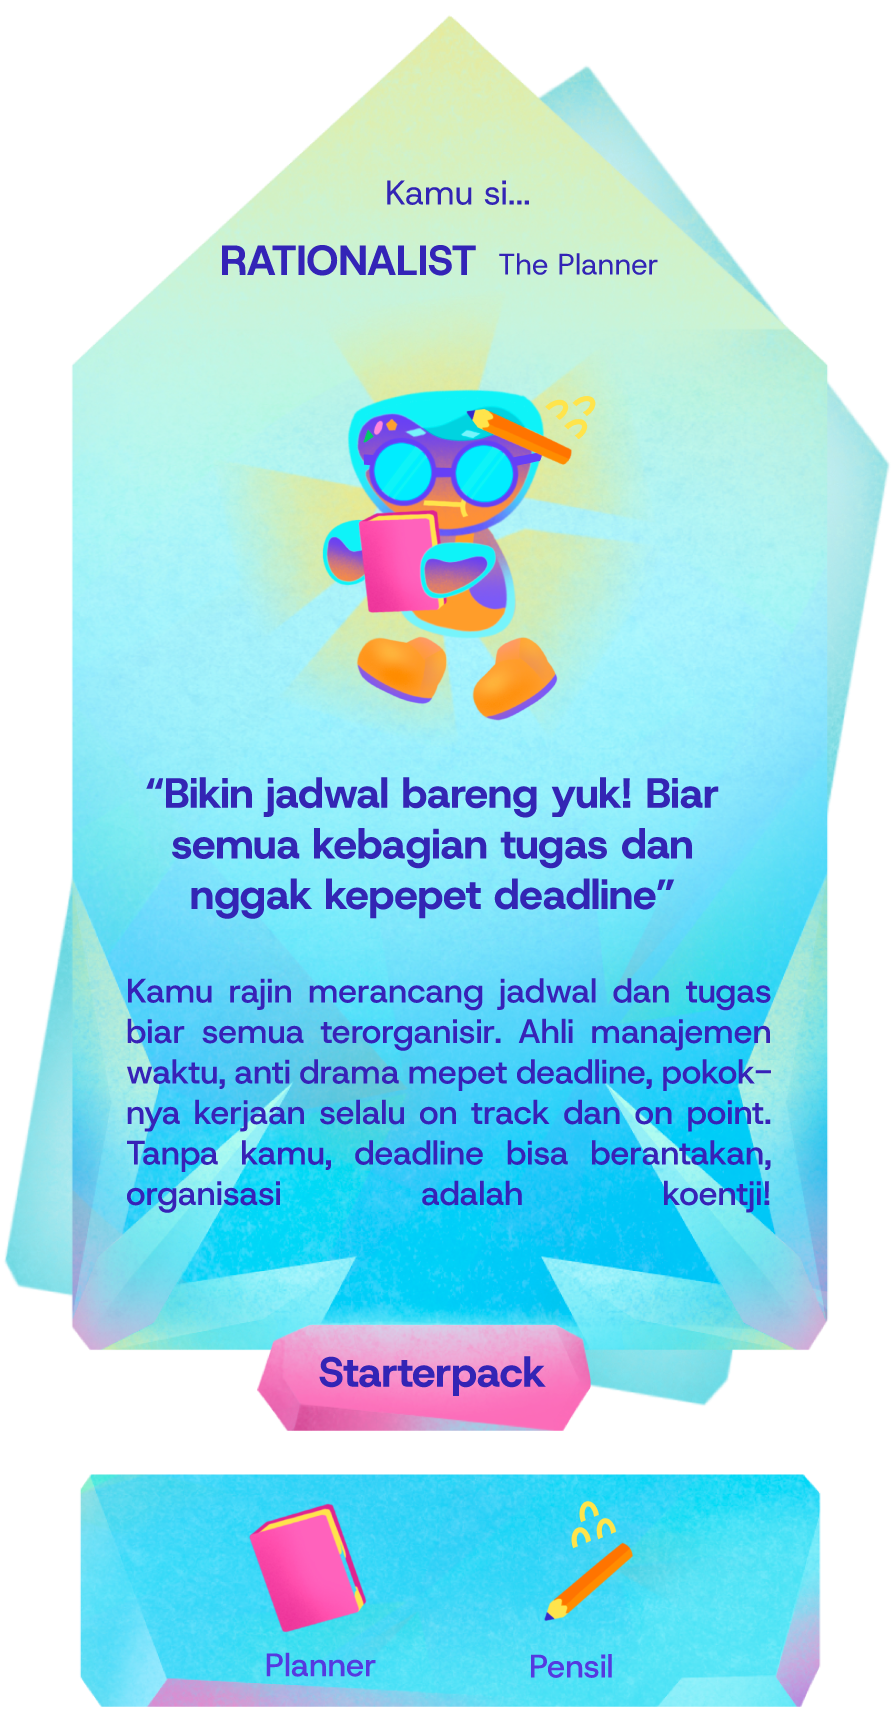 Kamu si...
RATIONALIST The Planner
“Bikin jadwal bareng yuk! Biar
semua kebagian tugas dan
nggak kepepet deadline”
Kamu rajin merancang jadwal dan tugas
biar semua terorganisir. Ahli manajemen
waktu, anti drama mepet deadline, pokok-
nya kerjaan selalu on track dan on point.
Tanpa kamu, deadline bisa berantakan,
organisasi adalah koentji!
Starterpack
Planner Pensil